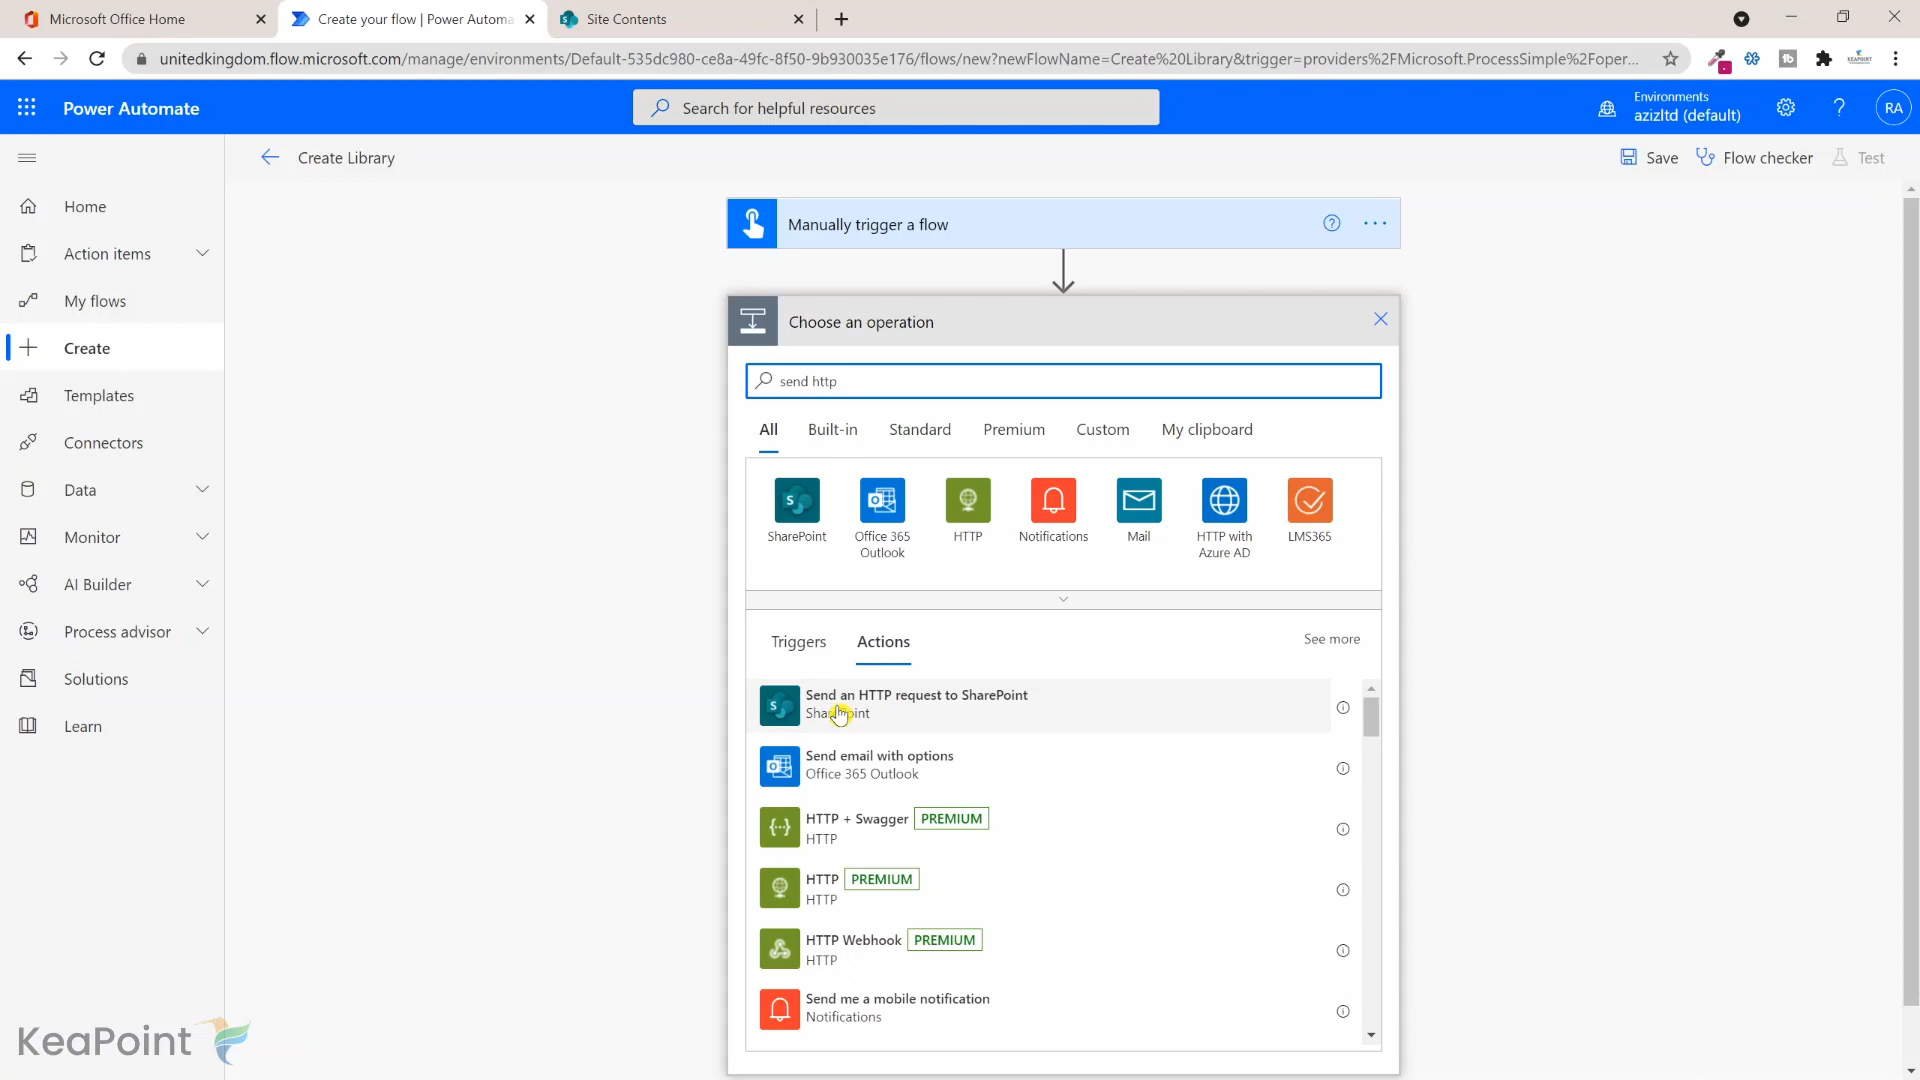 Microsoft Office Home
Create your flow | Power Automa
Site Contents
unitedkingdom.flow.microsoft.com/manage/environments/Default-535dc980-ce8a-49fc-8f50-9b930035e176/flows/new?newFlowName=Create%20Library&trigger=providers%2FMicrosoft.ProcessSimple%2Foper...
Power Automate
Search for helpful resources
Environments
azizltd (default)
RA
Create Library
Save
Flow checker
Test
Home
Action items
My flows
Create
Templates
Connectors
Data
Monitor
AI Builder
Process advisor
Solutions
Learn
Manually trigger a flow
Choose an operation
send http
All
Built-in
Standard
Premium
Custom
My clipboard
SharePoint
Office 365
Outlook
HTTP
Notifications
Mail
HTTP with
Azure AD
LMS365
Triggers
Actions
See more
Send an HTTP request to SharePoint
SharePoint
Send email with options
Office 365 Outlook
HTTP + Swagger PREMIUM
HTTP
HTTP PREMIUM
HTTP
HTTP Webhook PREMIUM
HTTP
Send me a mobile notification
Notifications
KeaPoint